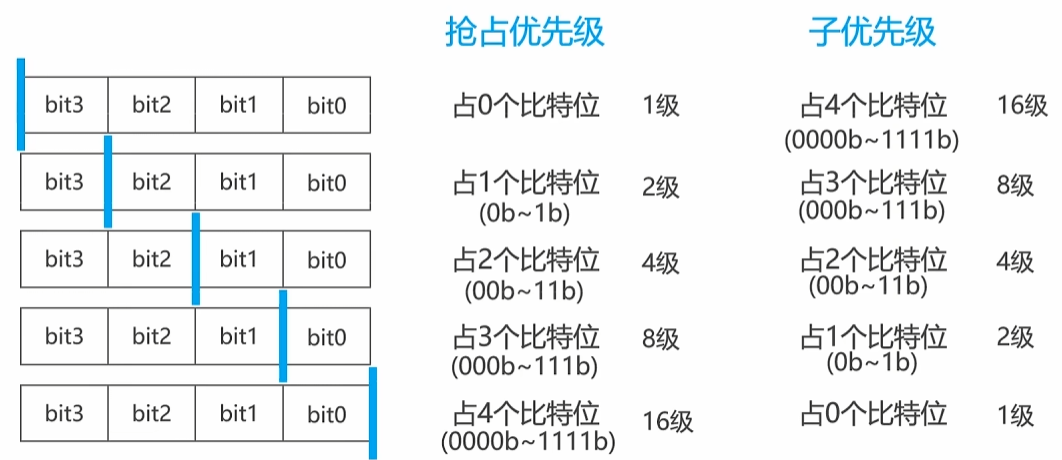 抢占优先级 子优先级
bit3 bit2 bit1 bit0 占0个比特位 1级 占4个比特位 16级
(0000b~1111b)
bit3 bit2 bit1 bit0 占1个比特位 2级 占3个比特位 8级
(0b~1b) (000b~111b)
bit3 bit2 bit1 bit0 占2个比特位 4级 占2个比特位 4级
(00b~11b) (00b~11b)
bit3 bit2 bit1 bit0 占3个比特位 8级 占1个比特位 2级
(000b~111b) (0b~1b)
bit3 bit2 bit1 bit0 占4个比特位 16级 占0个比特位 1级
(0000b~1111b)